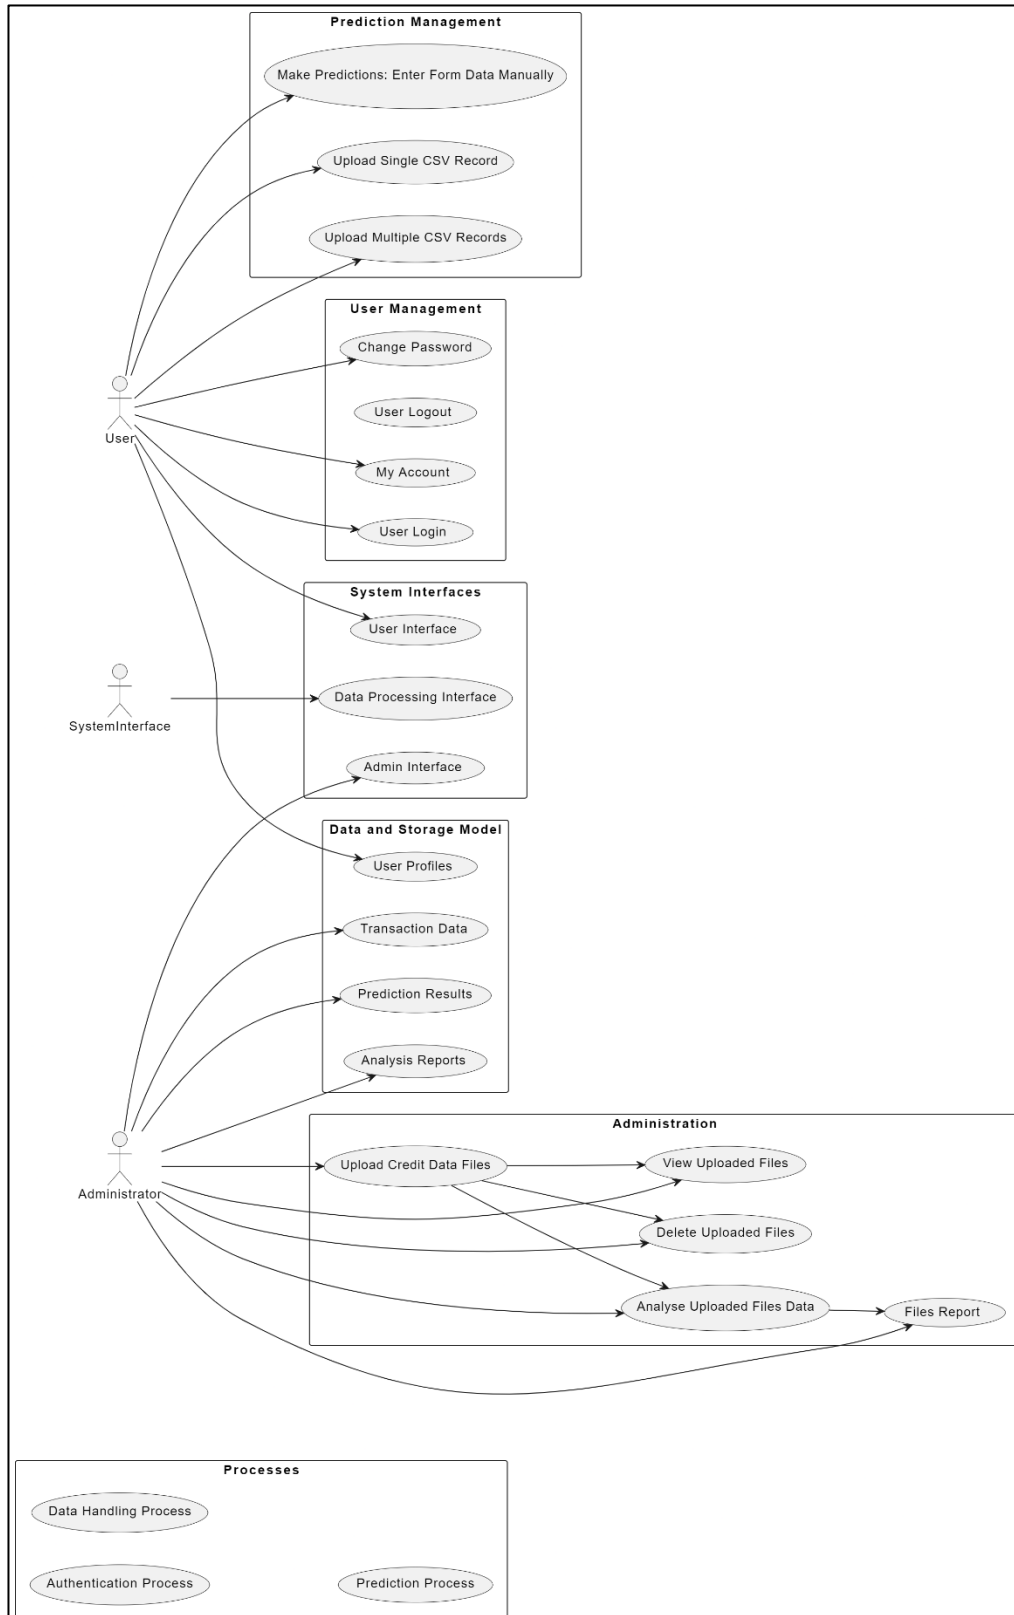 Prediction Management
Make Predictions: Enter Form Data Manually
Upload Single CSV Record
Upload Multiple CSV Records
User Management
Change Password
User Logout
User
My Account
User Login
System Interfaces
User Interface
Data Processing Interface
SystemInterface
Admin Interface
Data and Storage Model
User Profiles
Transaction Data
Prediction Results
Analysis Reports
Administration
Upload Credit Data Files
View Uploaded Files
Administrator
Delete Uploaded Files
Analyse Uploaded Files Data
Files Report
Processes
Data Handling Process
Authentication Process
Prediction Process